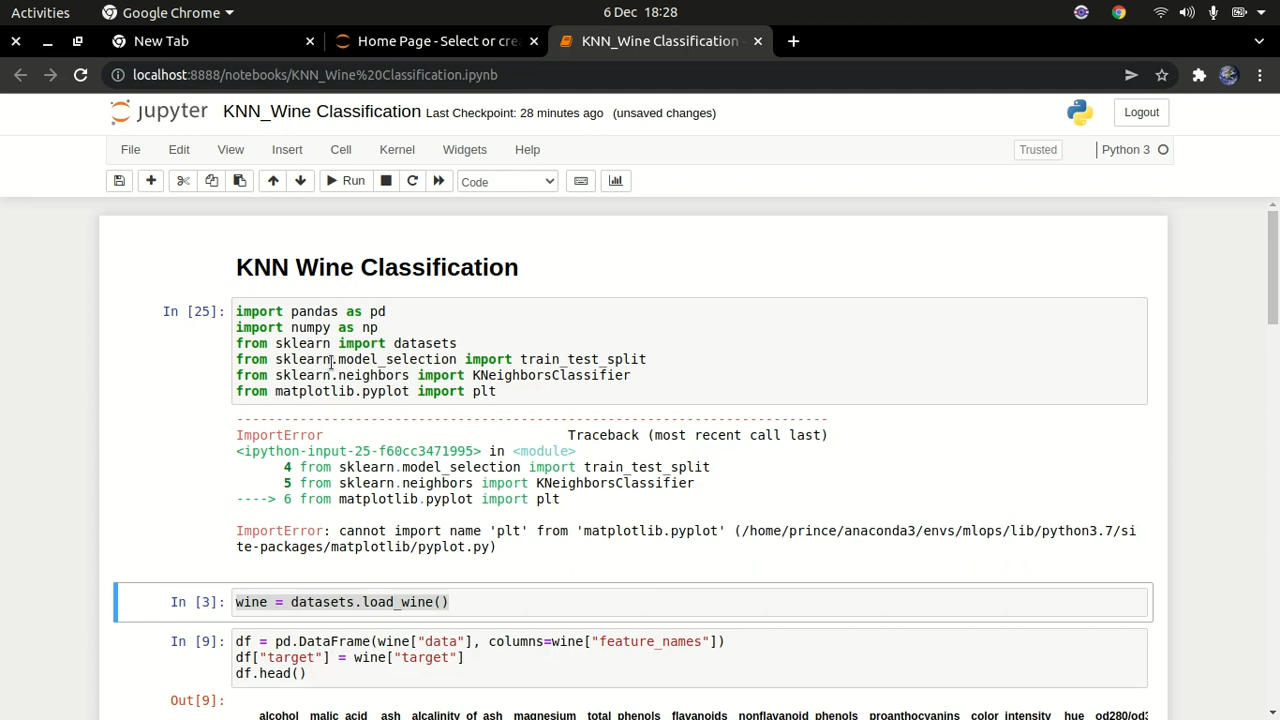 Activities Google Chrome 6 Dec 18:28
New Tab Home Page - Select or cre KNN_Wine Classification -
localhost:8888/notebooks/KNN_Wine%20Classification.ipynb
jupyter KNN_Wine Classification Last Checkpoint: 28 minutes ago (unsaved changes) Logout
File Edit View Insert Cell Kernel Widgets Help Trusted Python 3
Run Code
KNN Wine Classification
In [25]: import pandas as pd
import numpy as np
from sklearn import datasets
from sklearn.model_selection import train_test_split
from sklearn.neighbors import KNeighborsClassifier
from matplotlib.pyplot import plt
---------------------------------------------------------------------------
ImportError Traceback (most recent call last)
<ipython-input-25-f60cc3471995> in <module>
4 from sklearn.model_selection import train_test_split
5 from sklearn.neighbors import KNeighborsClassifier
----> 6 from matplotlib.pyplot import plt
ImportError: cannot import name 'plt' from 'matplotlib.pyplot' (/home/prince/anaconda3/envs/mlops/lib/python3.7/si
te-packages/matplotlib/pyplot.py)
In [3]: wine = datasets.load_wine()
In [9]: df = pd.DataFrame(wine["data"], columns=wine["feature_names"])
df["target"] = wine["target"]
df.head()
Out[9]:
alcohol malic_acid ash alcalinity_of_ash magnesium total_phenols flavanoids nonflavanoid_phenols proanthocyanins color_intensity hue od280/od3